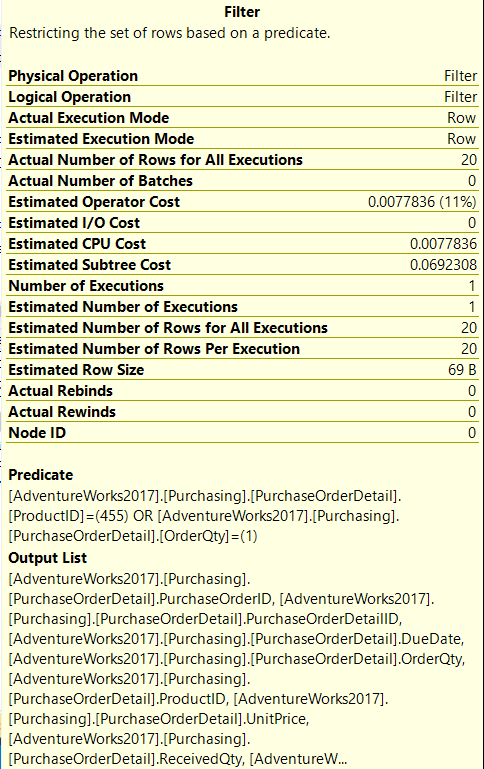 Filter
Restricting the set of rows based on a predicate.
Physical Operation Filter
Logical Operation Filter
Actual Execution Mode Row
Estimated Execution Mode Row
Actual Number of Rows for All Executions 20
Actual Number of Batches 0
Estimated Operator Cost 0.0077836 (11%)
Estimated I/O Cost 0
Estimated CPU Cost 0.0077836
Estimated Subtree Cost 0.0692308
Number of Executions 1
Estimated Number of Executions 1
Estimated Number of Rows for All Executions 20
Estimated Number of Rows Per Execution 20
Estimated Row Size 69 B
Actual Rebinds 0
Actual Rewinds 0
Node ID 0
Predicate
[AdventureWorks2017].[Purchasing].[PurchaseOrderDetail].
[ProductID]=(455) OR [AdventureWorks2017].[Purchasing].
[PurchaseOrderDetail].[OrderQty]=(1)
Output List
[AdventureWorks2017].[Purchasing].
[PurchaseOrderDetail].PurchaseOrderID, [AdventureWorks2017].
[Purchasing].[PurchaseOrderDetail].PurchaseOrderDetailID,
[AdventureWorks2017].[Purchasing].[PurchaseOrderDetail].DueDate,
[AdventureWorks2017].[Purchasing].[PurchaseOrderDetail].OrderQty,
[AdventureWorks2017].[Purchasing].
[PurchaseOrderDetail].ProductID, [AdventureWorks2017].
[Purchasing].[PurchaseOrderDetail].UnitPrice,
[AdventureWorks2017].[Purchasing].
[PurchaseOrderDetail].ReceivedQty, [AdventureW...